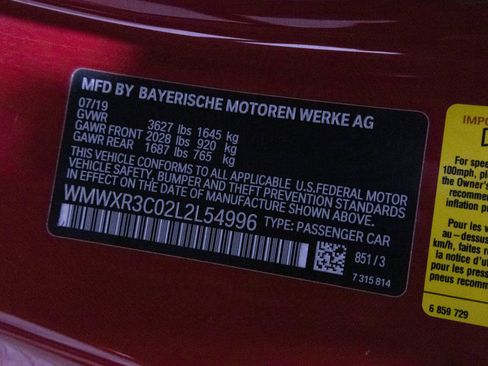 MFD BY BAYERISCHE MOTOREN WERKE AG
07/19
GVWR 3627 lbs 1645 kg
GAWR FRONT 2028 lbs 920 kg
GAWR REAR 1687 lbs 765 kg
THIS VEHICLE CONFORMS TO ALL APPLICABLE U.S.FEDERAL MOTOR
VEHICLE SAFETY, BUMPER AND THEFT PREVENTION STANDARDS
IN EFFECT ON THE DATE OF MANUFACTURE SHOWN ABOVE.
WMWXR3C02L2L54996 TYPE: PASSENGER CAR
851/3
7 315 814
IMPO
For spee
100mph, pl
the Owner's
recommen
inflation p
Pour les
au-dessus
km/h, faites r
pour les press
pneus recomm
6 859 729